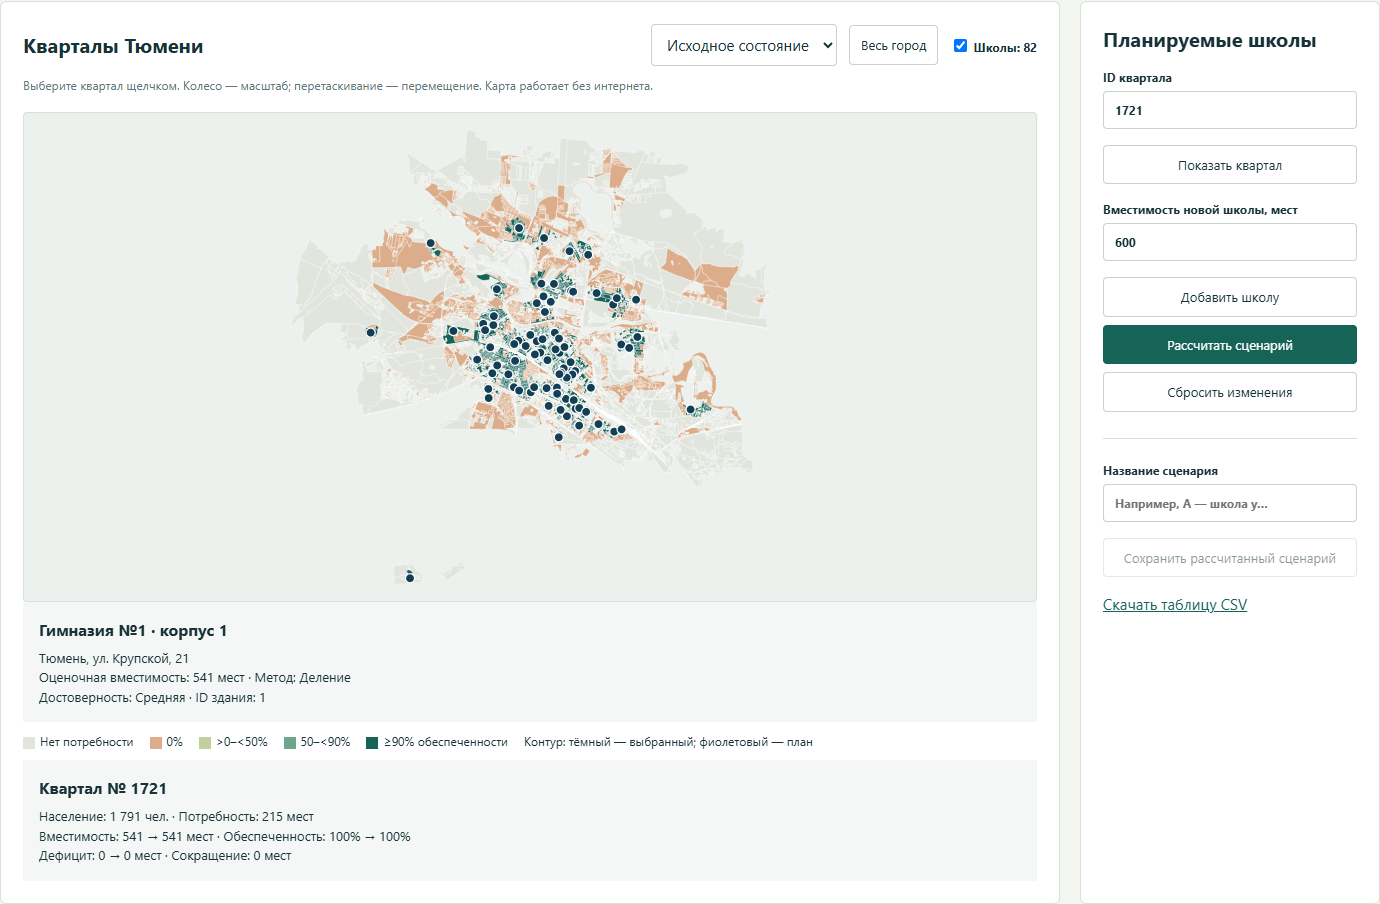 Кварталы Тюмени
Исходное состояние
Весь город
Школы: 82
Выберите квартал щелчком. Колесо — масштаб; перетаскивание — перемещение. Карта работает без интернета.
Гимназия №1 · корпус 1
Тюмень, ул. Крупской, 21
Оценочная вместимость: 541 мест · Метод: Деление
Достоверность: Средняя · ID здания: 1
Нет потребности
0%
>0–<50%
50–<90%
≥90% обеспеченности
Контур: тёмный — выбранный; фиолетовый — план
Квартал № 1721
Население: 1 791 чел. · Потребность: 215 мест
Вместимость: 541 → 541 мест · Обеспеченность: 100% → 100%
Дефицит: 0 → 0 мест · Сокращение: 0 мест
Планируемые школы
ID квартала
1721
Показать квартал
Вместимость новой школы, мест
600
Добавить школу
Рассчитать сценарий
Сбросить изменения
Название сценария
Например, А — школа у...
Сохранить рассчитанный сценарий
Скачать таблицу CSV